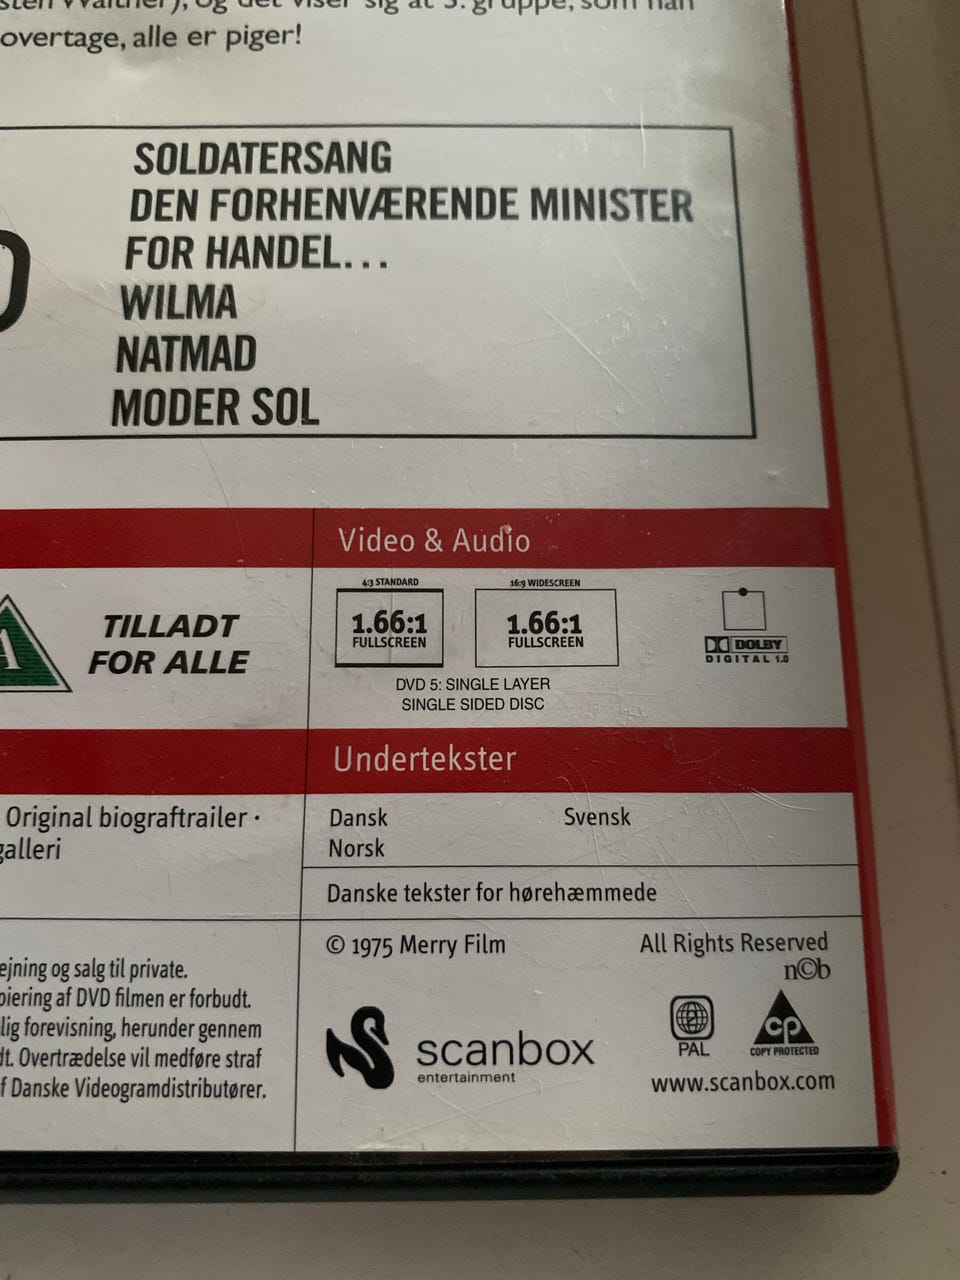 overtage, alle er piger!
SOLDATERSANG
DEN FORHENVÆRENDE MINISTER
FOR HANDEL...
WILMA
NATMAD
MODER SOL
Video & Audio
4:3 STANDARD
1.66:1
FULLSCREEN
16:9 WIDESCREEN
1.66:1
FULLSCREEN
DOLBY
DIGITAL 1.0
DVD 5: SINGLE LAYER
SINGLE SIDED DISC
A
TILLADT
FOR ALLE
Undertekster
Dansk Svensk
Norsk
Danske tekster for hørehæmmede
Original biograftrailer ·
galleri
© 1975 Merry Film All Rights Reserved
n©b
ejning og salg til private.
piering af DVD filmen er forbudt.
lig forevisning, herunder gennem
dt. Overtrædelse vil medføre straf
f Danske Videogramdistributører.
scanbox
entertainment
2
PAL
cp
COPY PROTECTED
www.scanbox.com